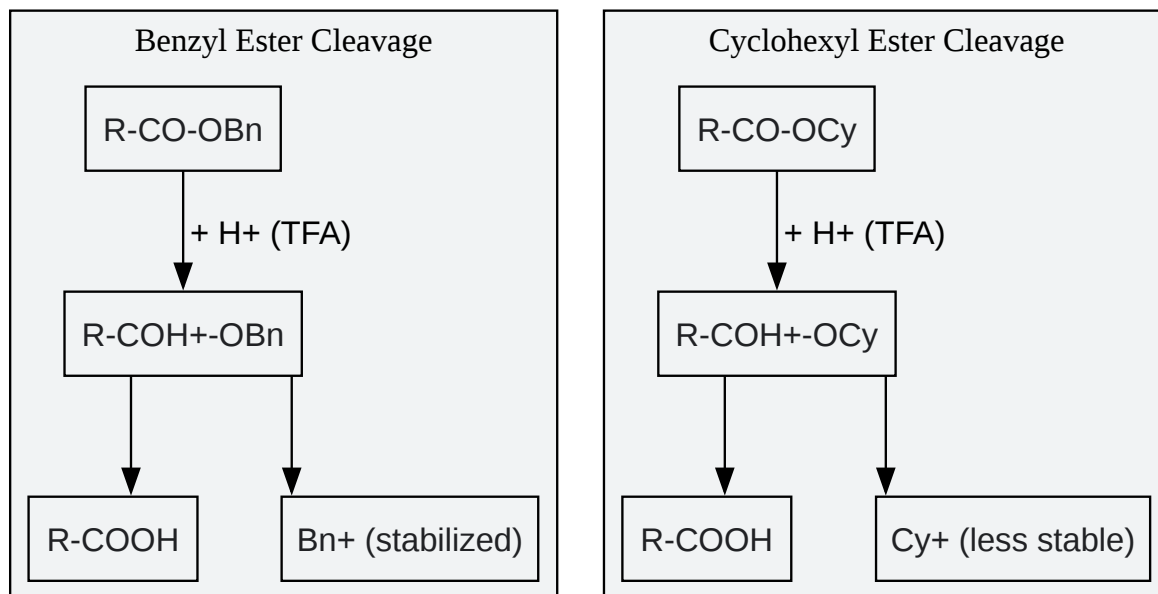 Benzyl Ester Cleavage
R-CO-OBn
+ H+ (TFA)
R-COH+-OBn
R-COOH
Bn+ (stabilized)
Cyclohexyl Ester Cleavage
R-CO-OCy
+ H+ (TFA)
R-COH+-OCy
R-COOH
Cy+ (less stable)